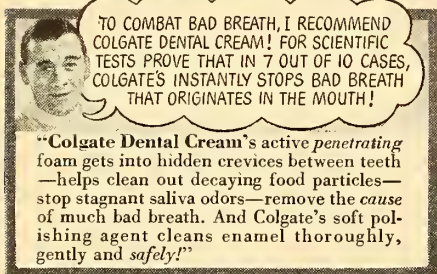 TO COMBAT BAD BREATH, I RECOMMEND
COLGATE DENTAL CREAM! FOR SCIENTIFIC
TESTS PROVE THAT IN 7 OUT OF 10 CASES,
COLGATE'S INSTANTLY STOPS BAD BREATH
THAT ORIGINATES IN THE MOUTH!
"Colgate Dental Cream's active penetrating
foam gets into hidden crevices between teeth
—helps clean out decaying food particles—
stop stagnant saliva odors—remove the cause
of much bad breath. And Colgate's soft pol-
ishing agent cleans enamel thoroughly,
gently and safely!"